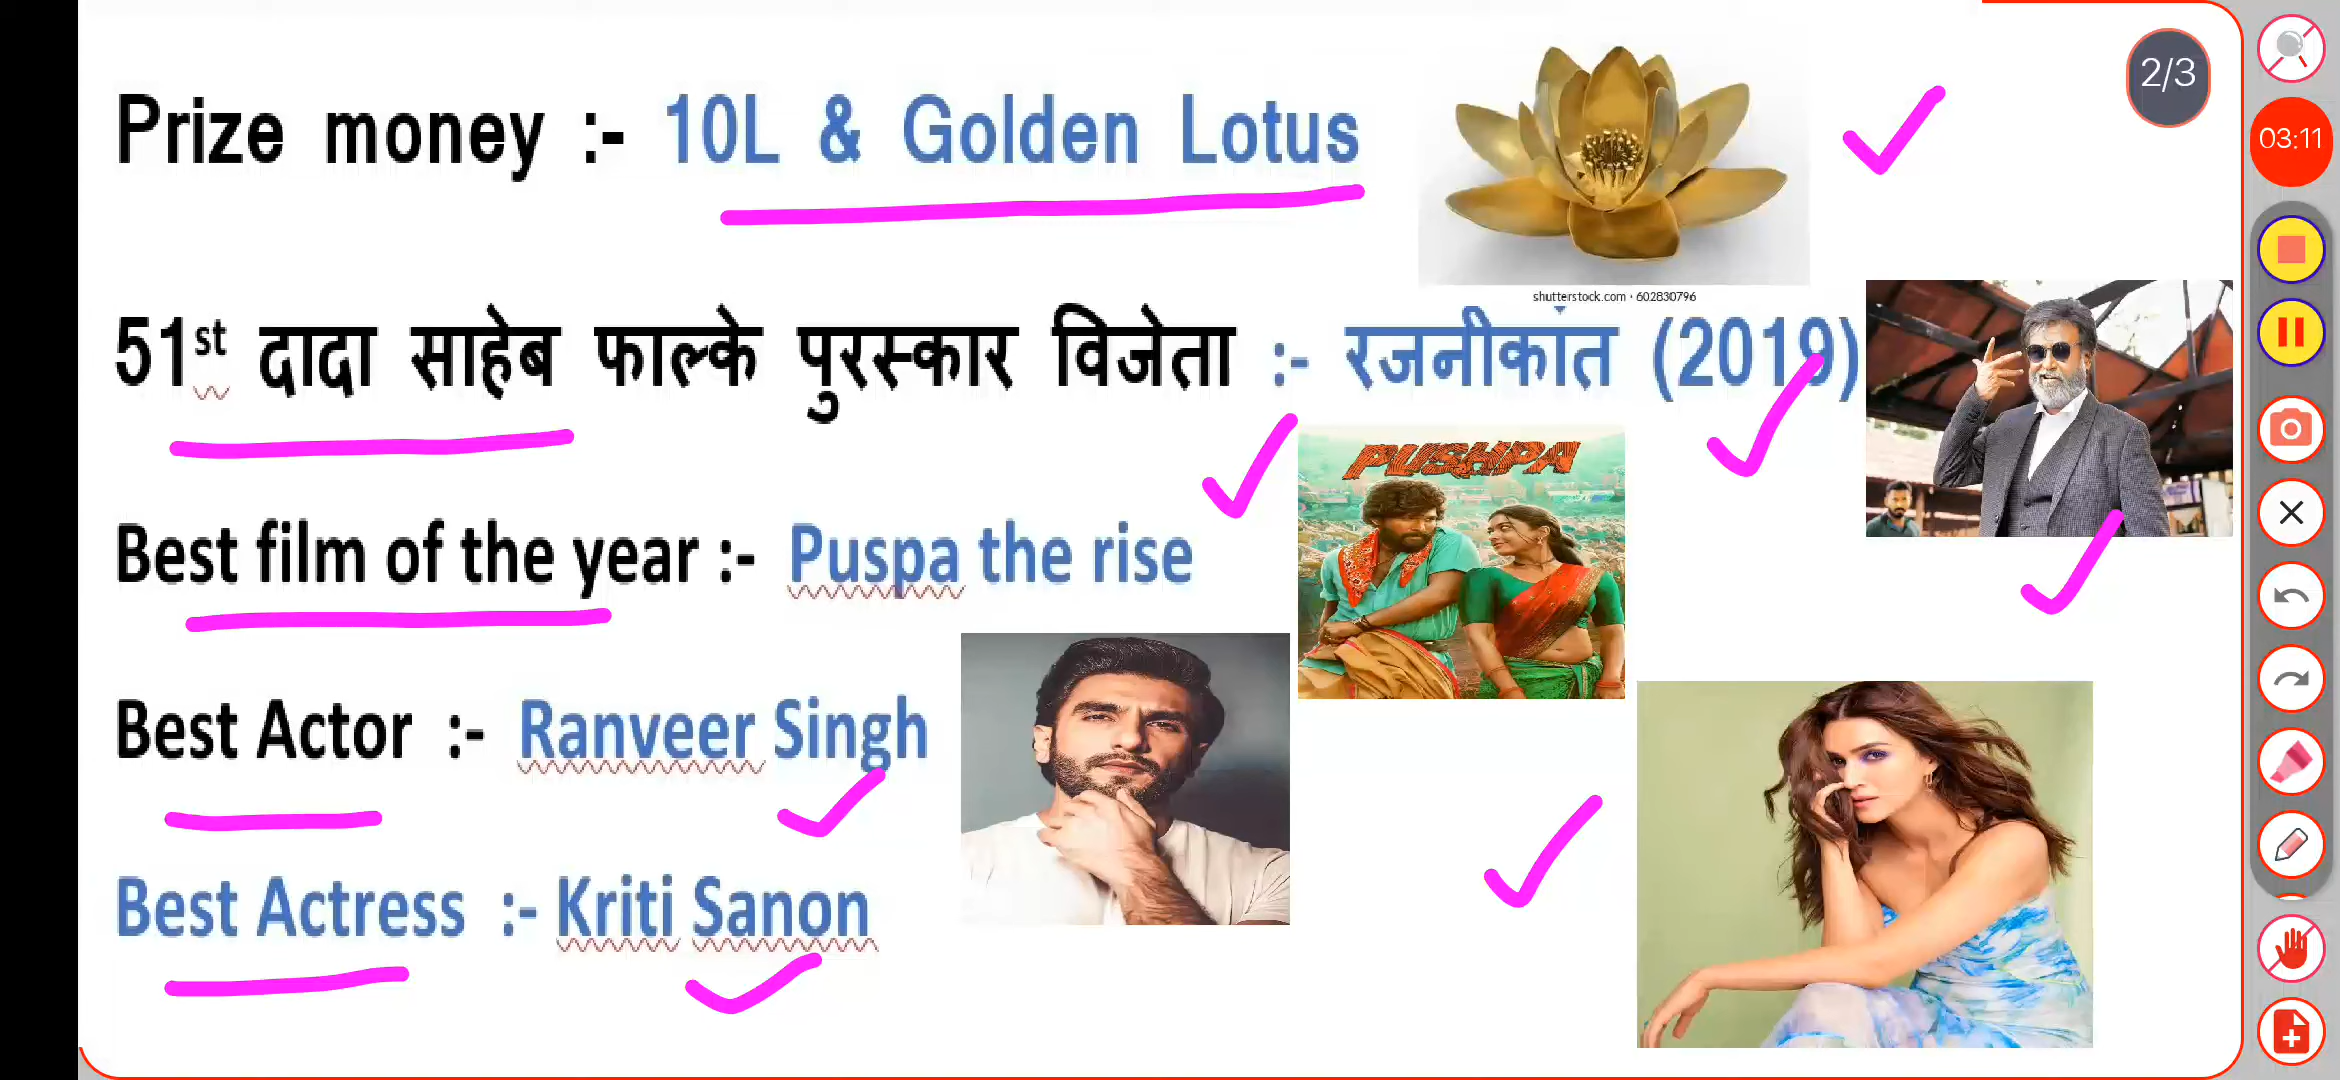 Prize money :- 10L & Golden Lotus
2/3
03:11
shutterstock.com • 602830796
51st दादा साहेब फाल्के पुरस्कार विजेता :- रजनीकांत (2019)
PUSHPA
Best film of the year :- Puspa the rise
Best Actor :- Ranveer Singh
Best Actress :- Kriti Sanon